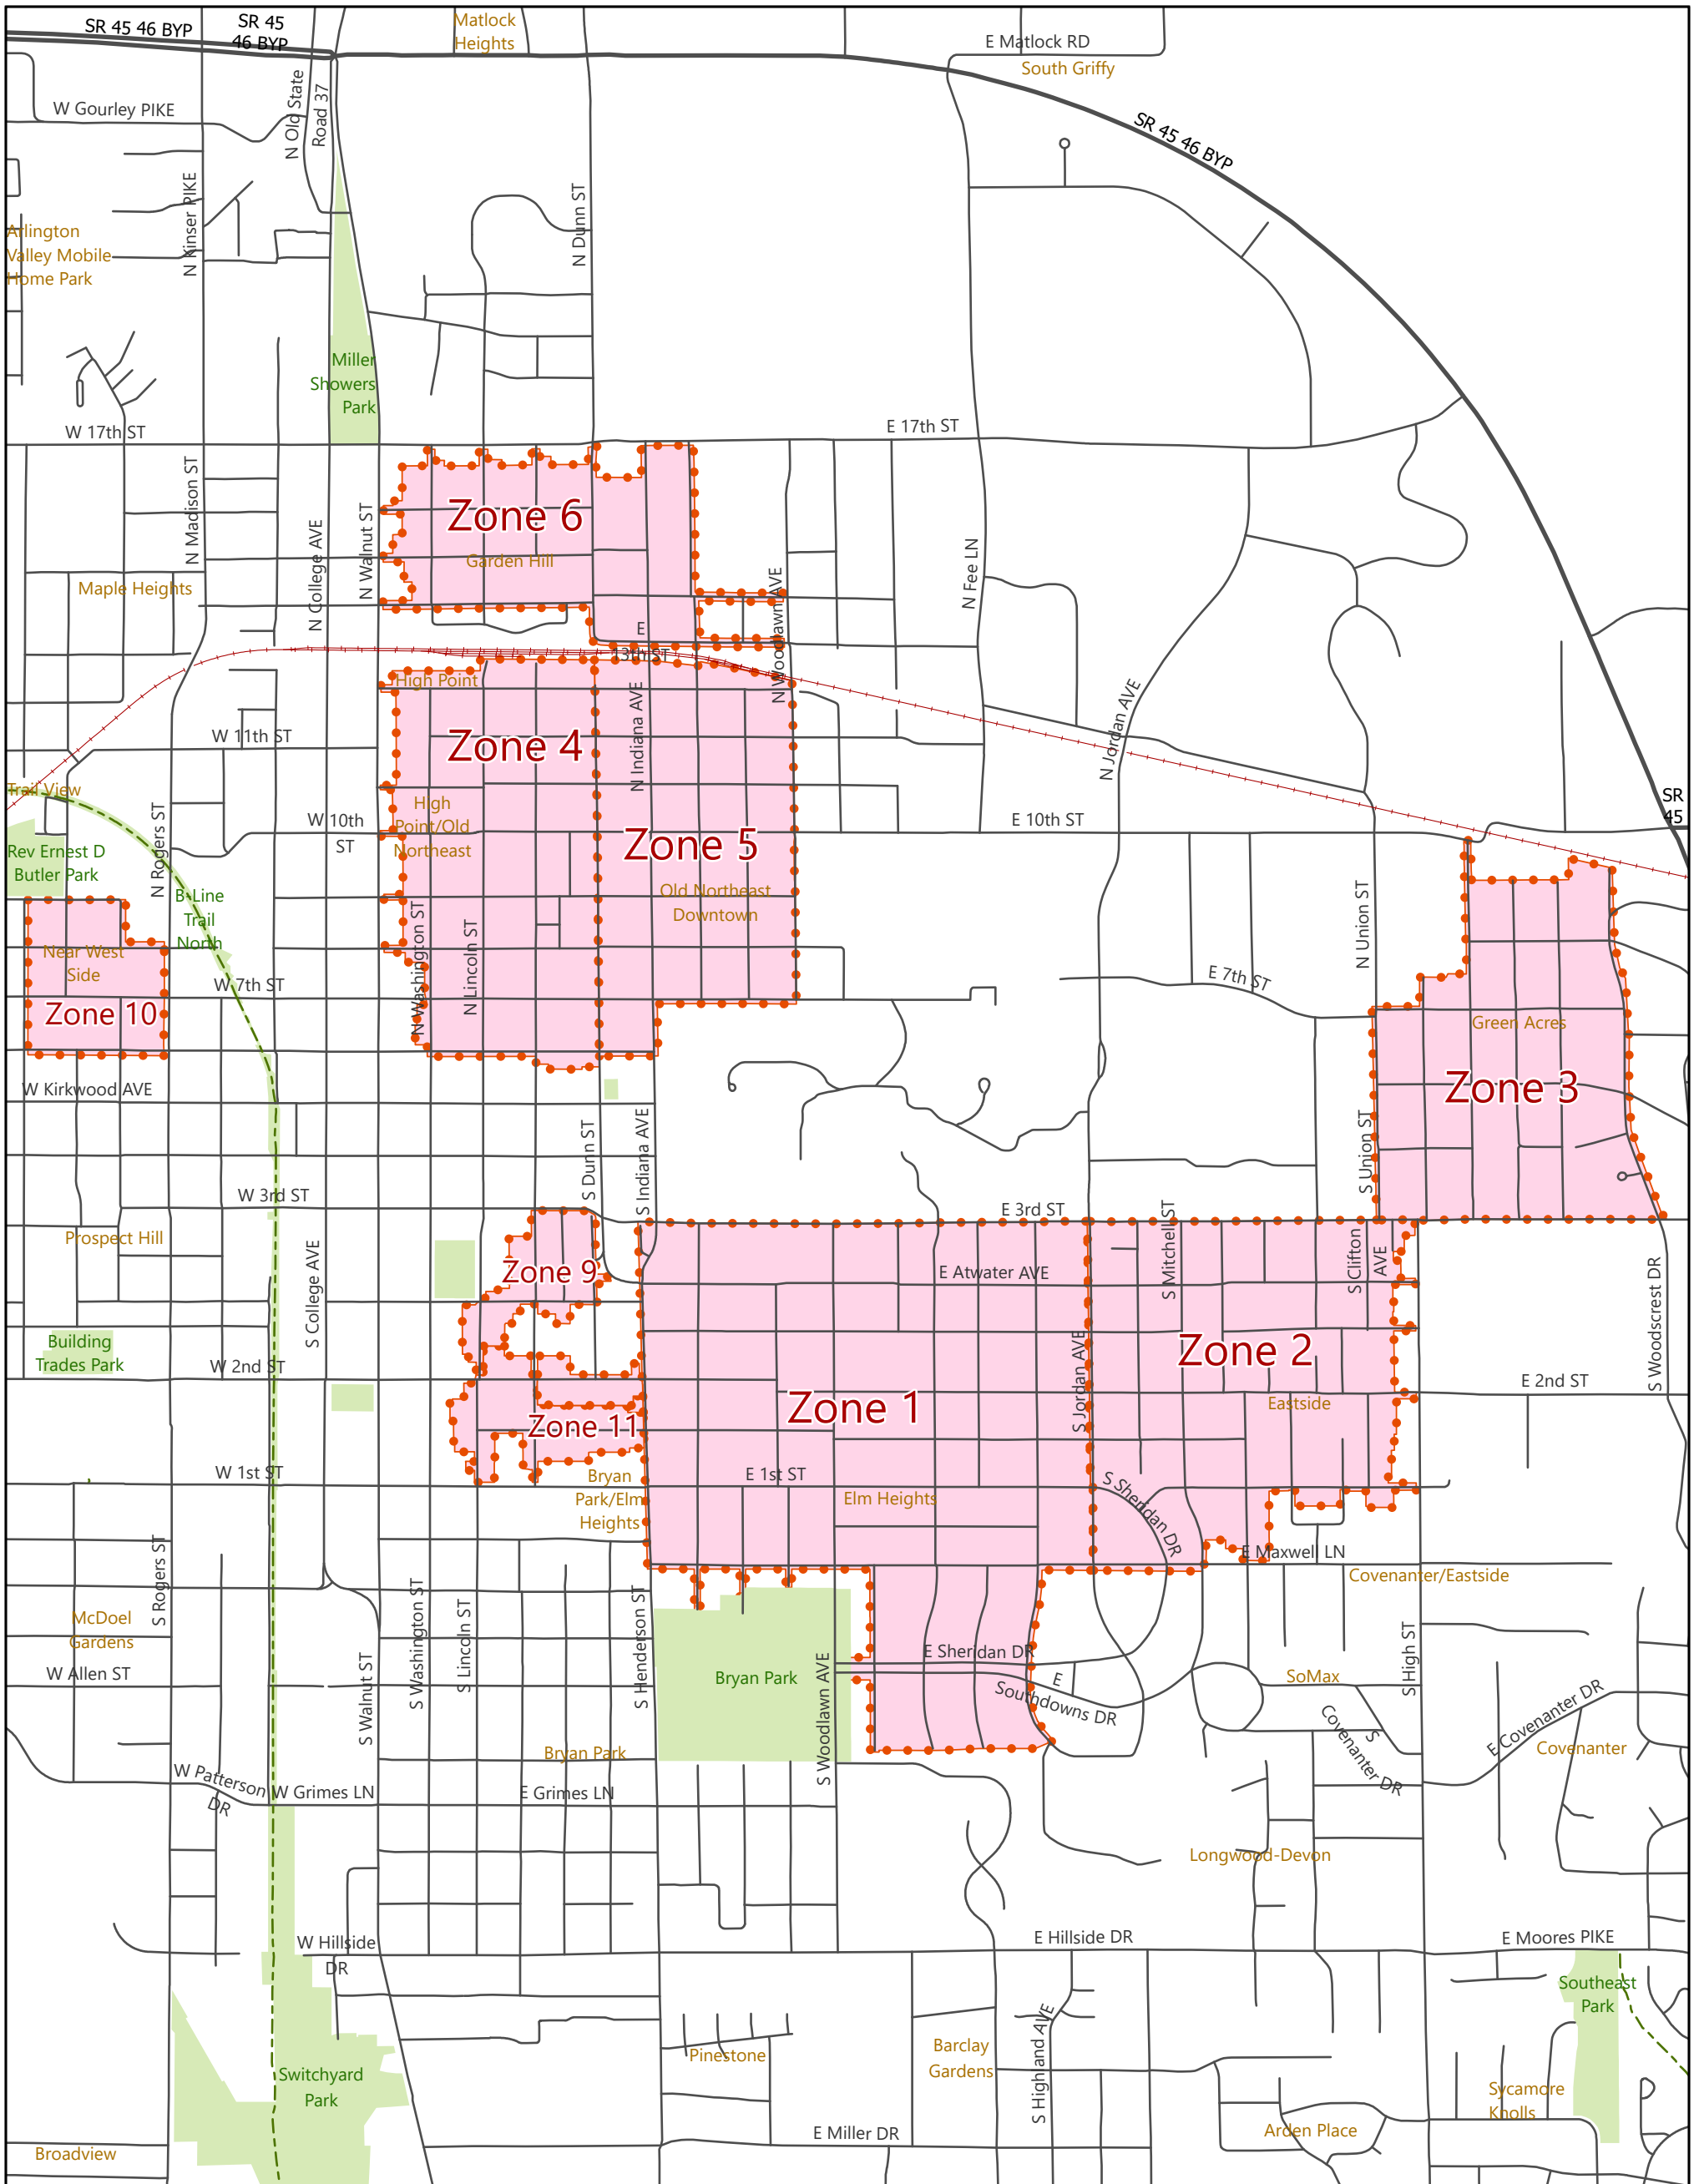 SR 45 46 BYP
SR 45
46 BYP
Matlock
Heights
E Matlock RD
South Griffy
W Gourley PIKE
N Old State
Road 37
SR 45 46 BYP
N Kinser PIKE
N Dunn ST
Arlington
Valley Mobile
Home Park
Miller
Showers
Park
W 17th ST
E 17th ST
N Madison ST
N College AVE
N Walnut ST
Zone 6
Garden Hill
N Fee LN
Maple Heights
N Woodlawn AVE
E
13th ST
High Point
N Indiana AVE
N Jordan AVE
W 11th ST
Zone 4
Trail View
High
Point/Old
Northeast
W 10th
ST
E 10th ST
SR
45
Zone 5
Rev Ernest D
Butler Park
N Rogers ST
B-Line
Trail
North
Old Northeast
Downtown
N Union ST
N Washington ST
N Lincoln ST
Near West
Side
W 7th ST
E 7th ST
Zone 10
Green Acres
Zone 3
W Kirkwood AVE
S Dunn ST
S Indiana AVE
S Union ST
W 3rd ST
E 3rd ST
Prospect Hill
S College AVE
Zone 9
E Atwater AVE
S Mitchell ST
S Clifton
AVE
S Woodscrest DR
Building
Trades Park
W 2nd ST
S Jordan AVE
Zone 2
E 2nd ST
Zone 1
Eastside
Zone 11
W 1st ST
E 1st ST
Bryan
Park/Elm
Heights
Elm Heights
S Sheridan DR
S Rogers ST
E Maxwell LN
Covenanter/Eastside
McDoel
Gardens
S Washington ST
S Lincoln ST
S Henderson ST
S High ST
W Allen ST
S Walnut ST
Bryan Park
S Woodlawn AVE
E Sheridan DR
E
Southdowns DR
SoMax
S
Covenanter DR
E Covenanter DR
Covenanter
Bryan Park
W Patterson
DR
W Grimes LN
E Grimes LN
Longwood-Devon
W Hillside
DR
E Hillside DR
E Moores PIKE
Southeast
Park
S Highland AVE
Pinestone
Barclay
Gardens
Switchyard
Park
Sycamore
Knolls
Arden Place
E Miller DR
Broadview